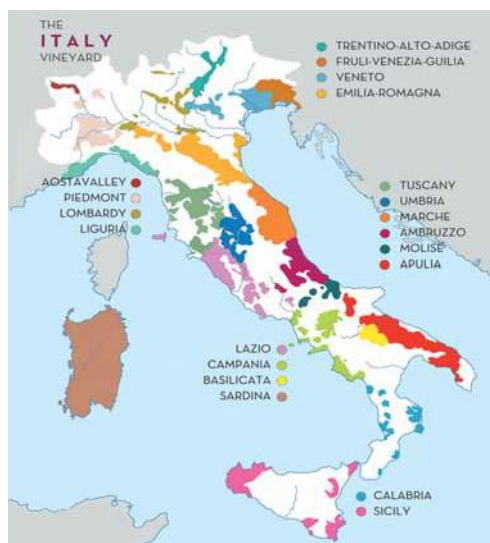 THE
ITALY
VINEYARD
TRENTINO-ALTO-ADIGE
FRULI-VENEZIA-GUILIA
VENETO
EMILIA-ROMAGNA
AOSTAVALLEY
PIEDMONT
LOMBARDY
LIGURIA
TUSCANY
UMBRIA
MARCHE
AMBRUZZO
MOLISE
APULIA
LAZIO
CAMPANIA
BASILICATA
SARDINA
CALABRIA
SICILY